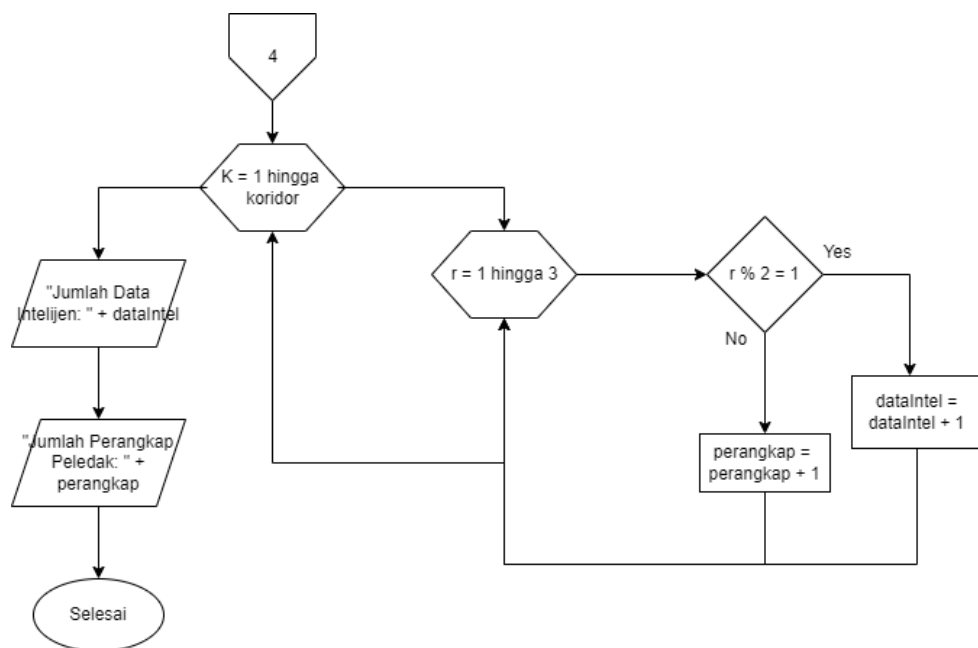 4
K = 1 hingga
koridor
r = 1 hingga 3
r % 2 = 1
Yes
No
"Jumlah Data
Intelijen: " + dataIntel
dataIntel =
dataIntel + 1
"Jumlah Perangkap
Peledak: " +
perangkap
perangkap =
perangkap + 1
Selesai